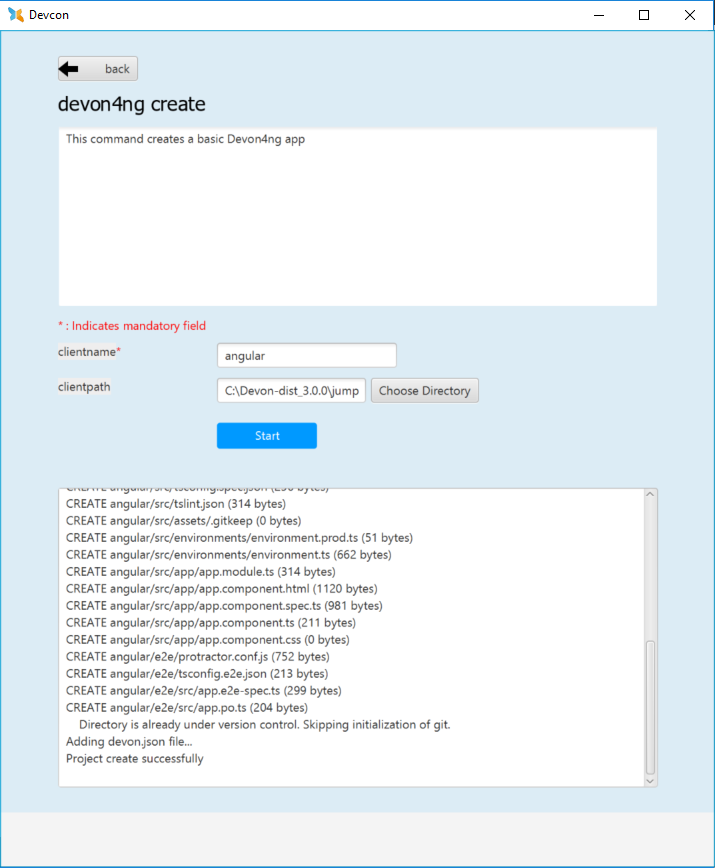 Devcon
back
devon4ng create
This command creates a basic Devon4ng app
* : Indicates mandatory field
clientname*
angular
clientpath
C:\Devon-dist_3.0.0\jump
Choose Directory
Start
CREATE angular/src/tsconfig.spec.json (256 bytes)
CREATE angular/src/tslint.json (314 bytes)
CREATE angular/src/assets/.gitkeep (0 bytes)
CREATE angular/src/environments/environment.prod.ts (51 bytes)
CREATE angular/src/environments/environment.ts (662 bytes)
CREATE angular/src/app/app.module.ts (314 bytes)
CREATE angular/src/app/app.component.html (1120 bytes)
CREATE angular/src/app/app.component.spec.ts (981 bytes)
CREATE angular/src/app/app.component.ts (211 bytes)
CREATE angular/src/app/app.component.css (0 bytes)
CREATE angular/e2e/protractor.conf.js (752 bytes)
CREATE angular/e2e/tsconfig.e2e.json (213 bytes)
CREATE angular/e2e/src/app.e2e-spec.ts (299 bytes)
CREATE angular/e2e/src/app.po.ts (204 bytes)
Directory is already under version control. Skipping initialization of git.
Adding devon.json file...
Project create successfully